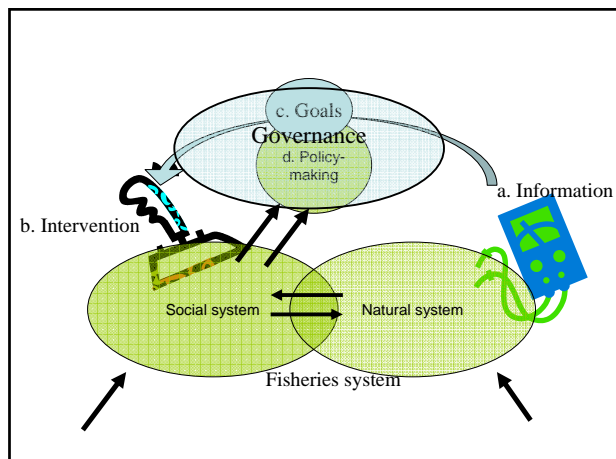 c. Goals
Governance
d. Policy-
making
a. Information
b. Intervention
Social system
Natural system
Fisheries system